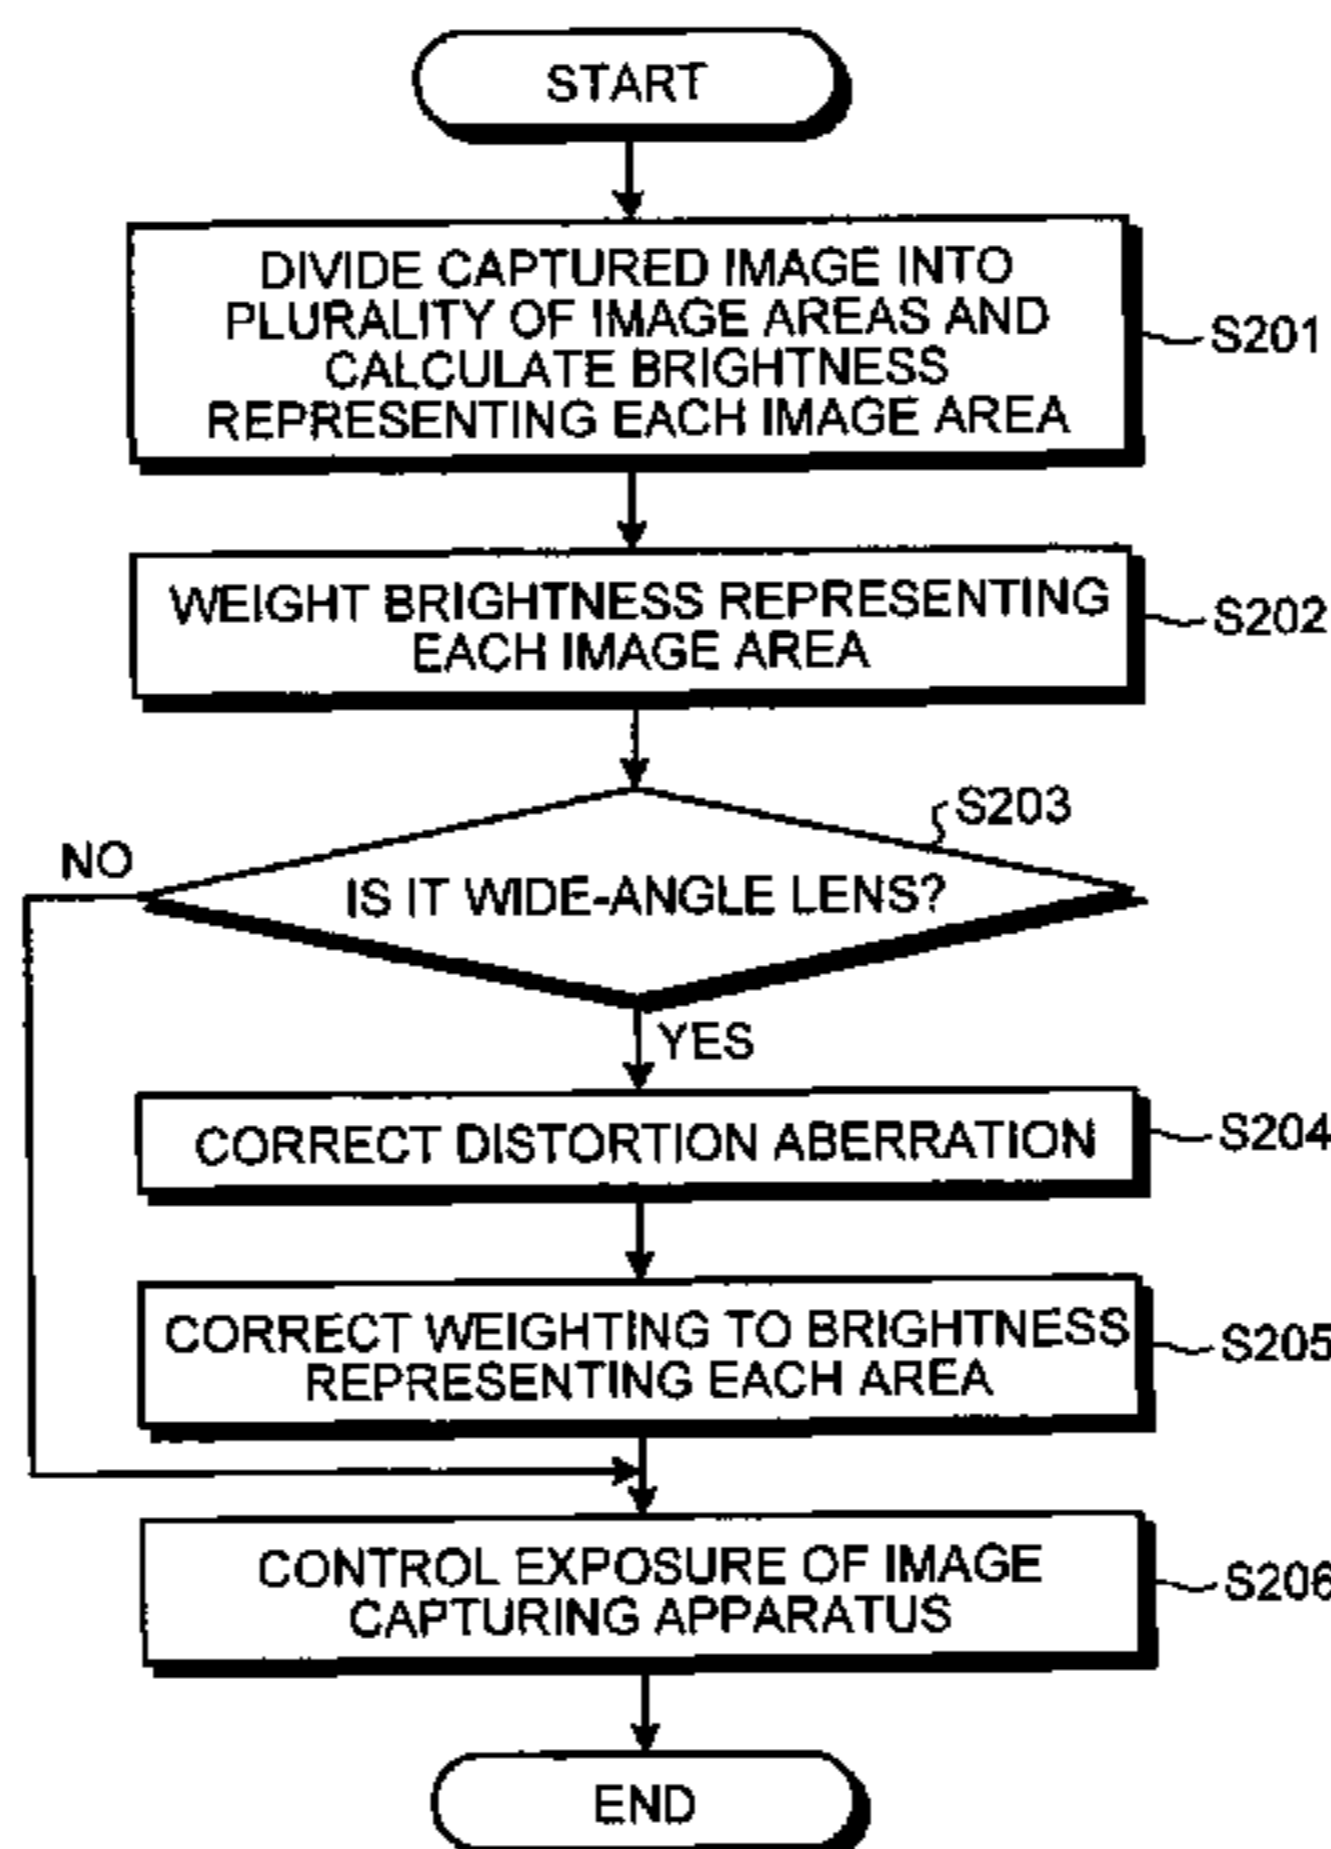 START
DIVIDE CAPTURED IMAGE INTO
PLURALITY OF IMAGE AREAS AND
CALCULATE BRIGHTNESS
REPRESENTING EACH IMAGE AREA
S201
WEIGHT BRIGHTNESS REPRESENTING
EACH IMAGE AREA
S202
S203
NO
IS IT WIDE-ANGLE LENS?
YES
CORRECT DISTORTION ABERRATION
S204
CORRECT WEIGHTING TO BRIGHTNESS
REPRESENTING EACH AREA
S205
CONTROL EXPOSURE OF IMAGE
CAPTURING APPARATUS
S206
END